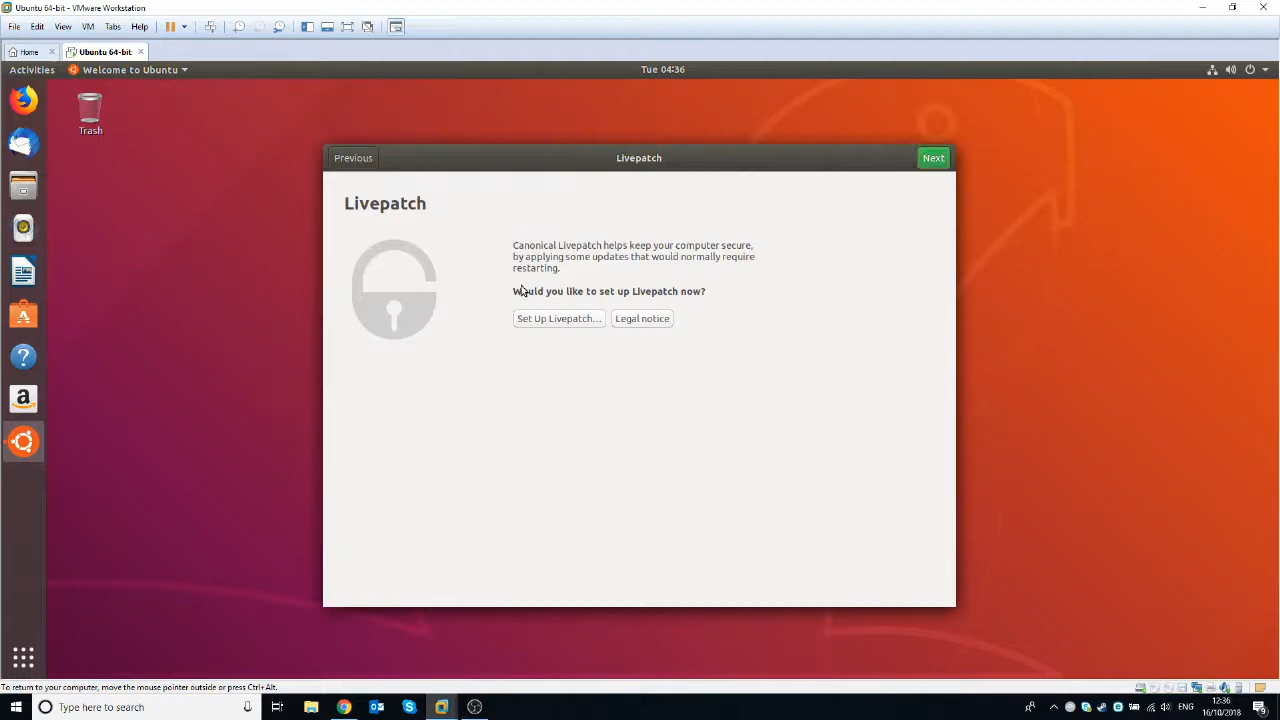 Ubuntu 64-bit - VMware Workstation
File Edit View VM Tabs Help
Home Ubuntu 64-bit
Activities Welcome to Ubuntu Tue 04:36
Trash
Previous Livepatch Next
Livepatch
Canonical Livepatch helps keep your computer secure,
by applying some updates that would normally require
restarting.
Would you like to set up Livepatch now?
Set Up Livepatch… Legal notice
To return to your computer, move the mouse pointer outside or press Ctrl+Alt.
Type here to search
ENG
12:36
16/10/2018